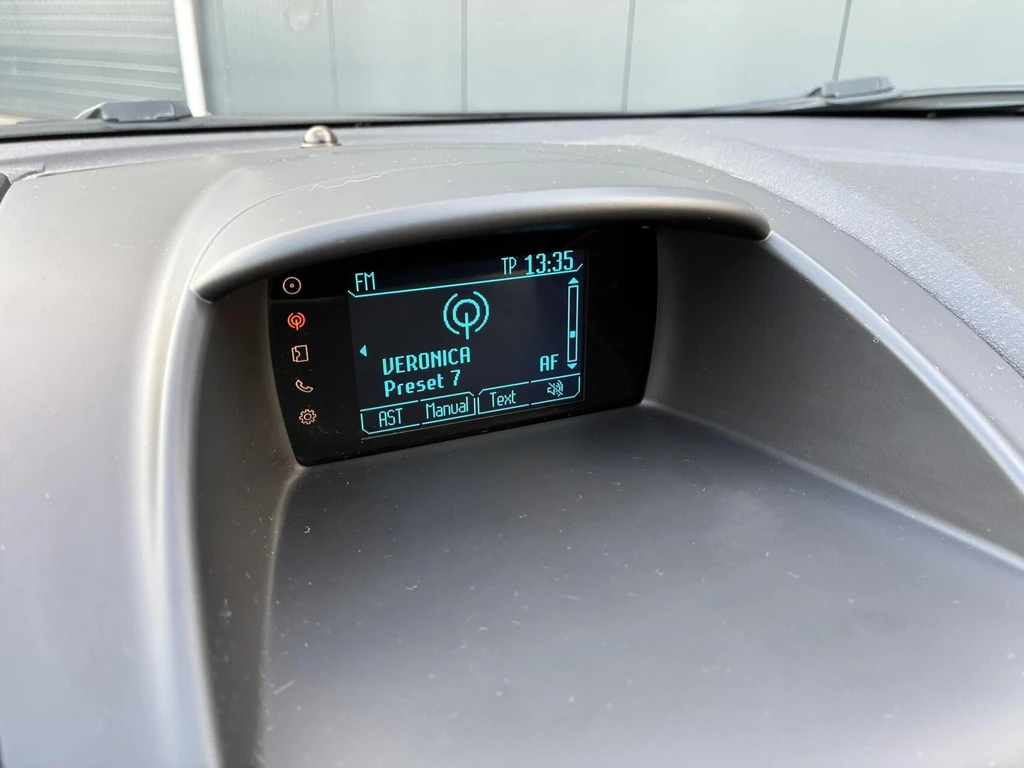 FM TP 13:35
VERONICA
Preset 7 AF
AST Manual Text